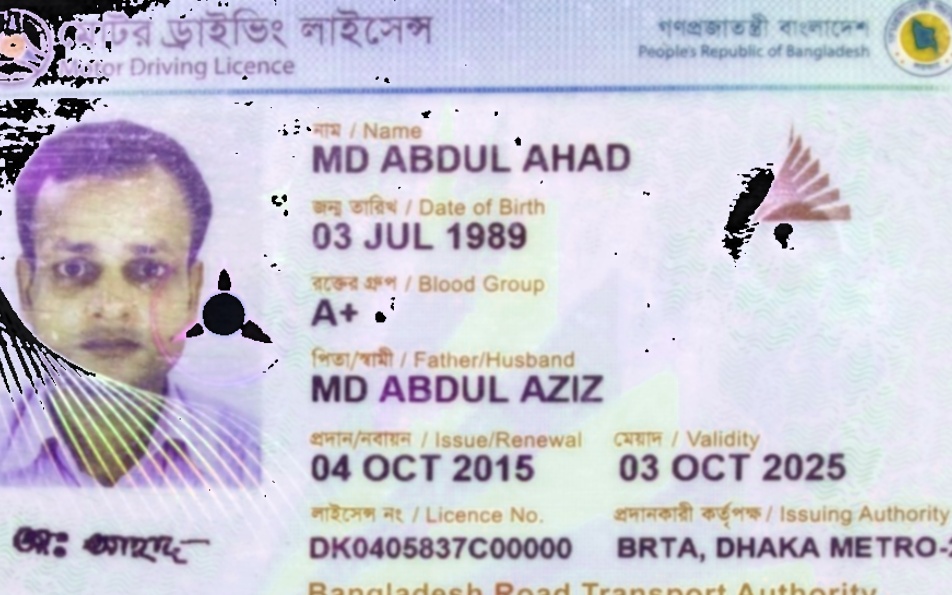 মোটর ড্রাইভিং লাইসেন্স
Motor Driving Licence
গণপ্রজাতন্ত্রী বাংলাদেশ
People's Republic of Bangladesh
নাম / Name
MD ABDUL AHAD
জন্ম তারিখ / Date of Birth
03 JUL 1989
রক্তের গ্রুপ / Blood Group
A+
পিতা/স্বামী / Father/Husband
MD ABDUL AZIZ
প্রদান/নবায়ন / Issue/Renewal মেয়াদ / Validity
04 OCT 2015 03 OCT 2025
লাইসেন্স নং / Licence No. প্রদানকারী কর্তৃপক্ষ / Issuing Authority
DK0405837C00000 BRTA, DHAKA METRO-2
মোঃ আহাদ
Bangladesh Road Transport Authority